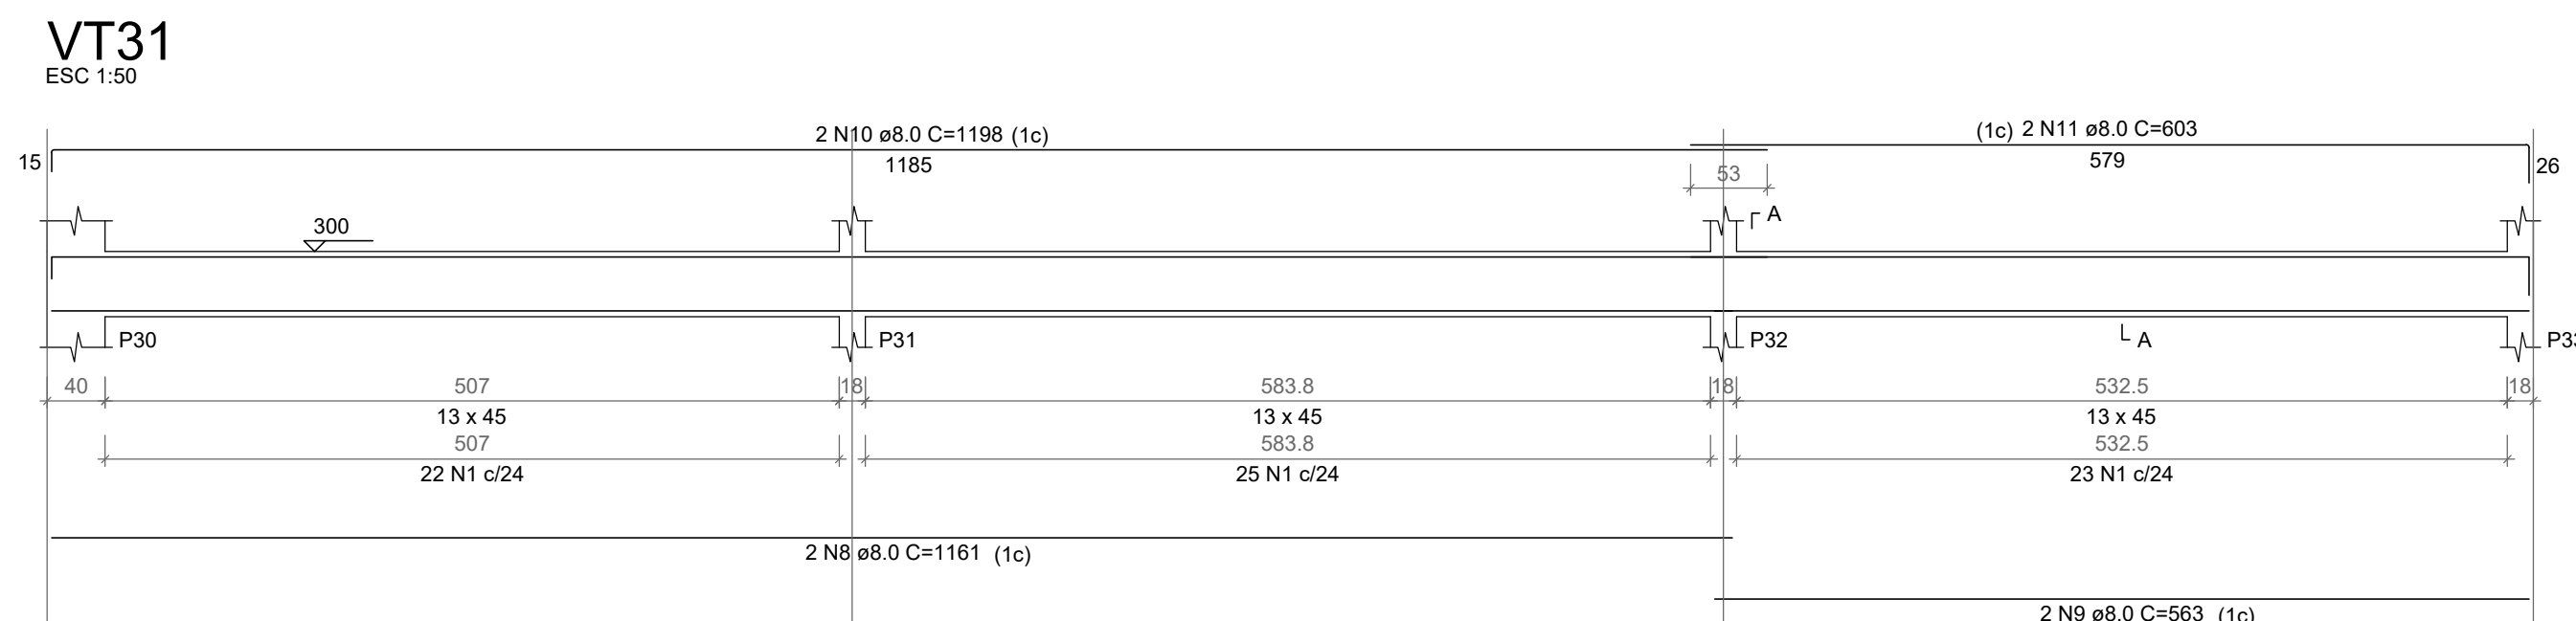 VT31
ESC 1:50
2 N10 ø8.0 C=1198 (1c)
(1c) 2 N11 ø8.0 C=603
15
1185
579
26
53
A
300
P30
P31
P32
A
40
507
18
583.8
18
532.5
18
13 x 45
13 x 45
13 x 45
507
583.8
532.5
22 N1 c/24
25 N1 c/24
23 N1 c/24
2 N8 ø8.0 C=1161 (1c)
2 N9 ø8.0 C=563 (1c)